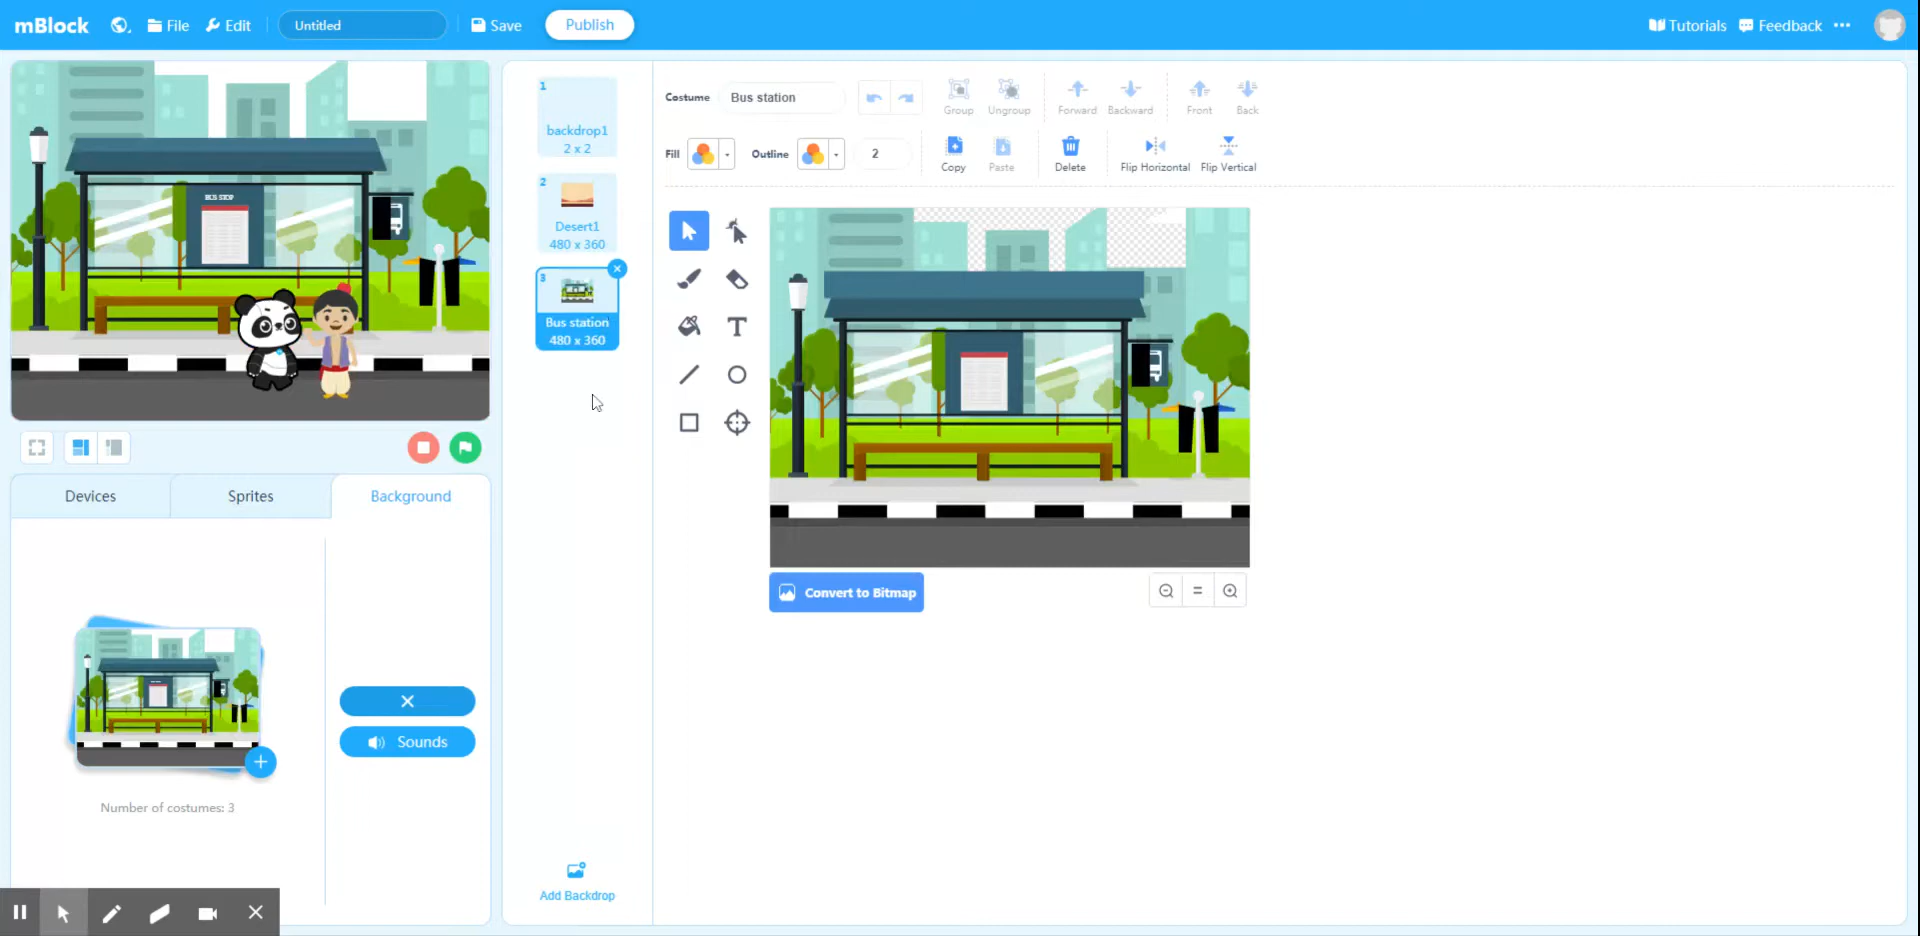 mBlock
File
Edit
Untitled
Save
Publish
Tutorials
Feedback
BUS STOP
1
backdrop1
2 x 2
2
Desert1
480 x 360
3
Bus station
480 x 360
Add Backdrop
Costume
Bus station
Group
Ungroup
Forward
Backward
Front
Back
Fill
Outline
2
Copy
Paste
Delete
Flip Horizontal
Flip Vertical
T
Convert to Bitmap
Devices
Sprites
Background
Sounds
Number of costumes: 3